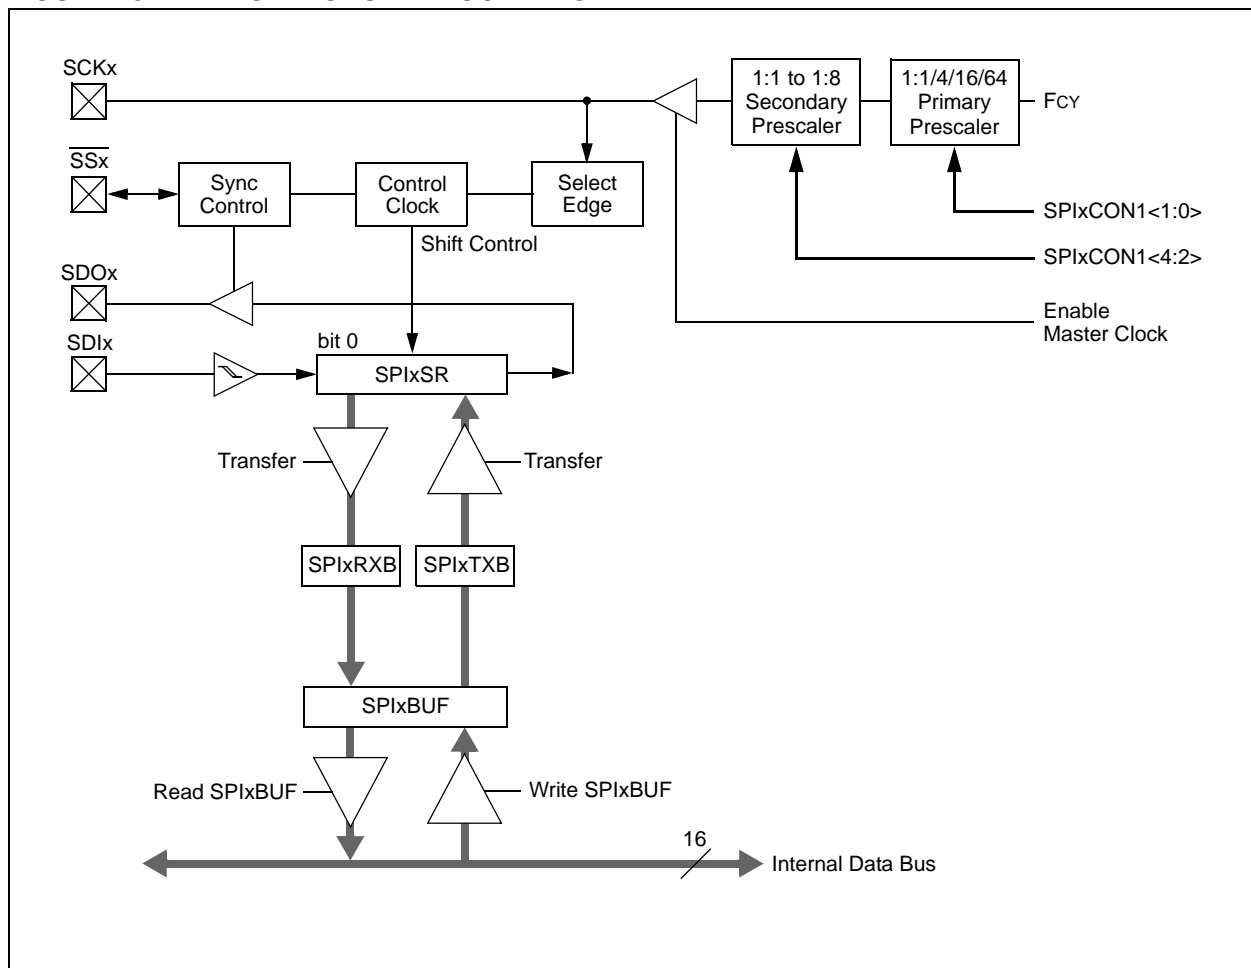 SCKx
1:1 to 1:8
Secondary
Prescaler
1:1/4/16/64
Primary
Prescaler
FCY
SSx
Sync
Control
Control
Clock
Select
Edge
Shift Control
SPIxCON1<1:0>
SPIxCON1<4:2>
SDOx
Enable
Master Clock
SDIx
bit 0
SPIxSR
Transfer
Transfer
SPIxRXB
SPIxTXB
SPIxBUF
Read SPIxBUF
Write SPIxBUF
16
Internal Data Bus